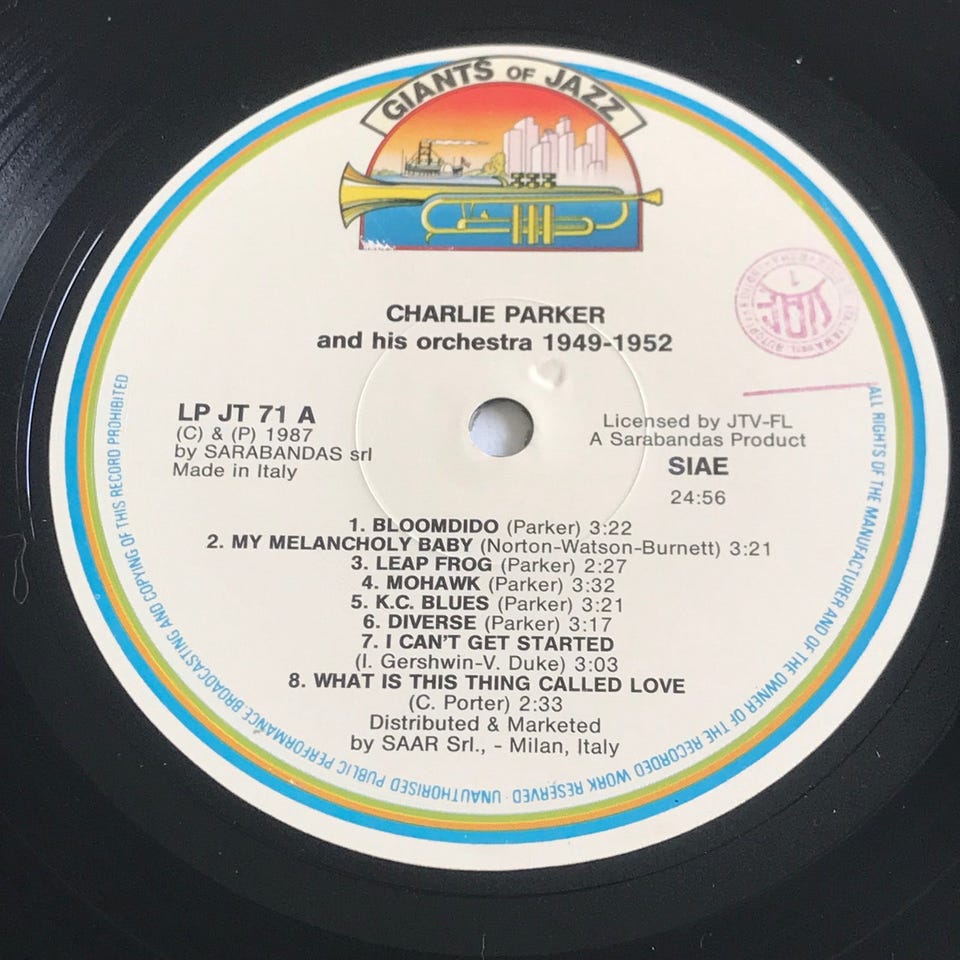 GIANTS OF JAZZ
CHARLIE PARKER
and his orchestra 1949-1952
LP JT 71 A
(C) & (P) 1987
by SARABANDAS srl
Made in Italy
Licensed by JTV-FL
A Sarabandas Product
SIAE
24:56
1. BLOOMDIDO (Parker) 3:22
2. MY MELANCHOLY BABY (Norton-Watson-Burnett) 3:21
3. LEAP FROG (Parker) 2:27
4. MOHAWK (Parker) 3:32
5. K.C. BLUES (Parker) 3:21
6. DIVERSE (Parker) 3:17
7. I CAN'T GET STARTED
(I. Gershwin-V. Duke) 3:03
8. WHAT IS THIS THING CALLED LOVE
(C. Porter) 2:33
Distributed & Marketed
by SAAR Srl., - Milan, Italy
ALL RIGHTS OF THE MANUFACTURER AND OF THE OWNER OF THE RECORDED WORK RESERVED · UNAUTHORISED PUBLIC PERFORMANCE BROADCASTING AND COPYING OF THIS RECORD PROHIBITED